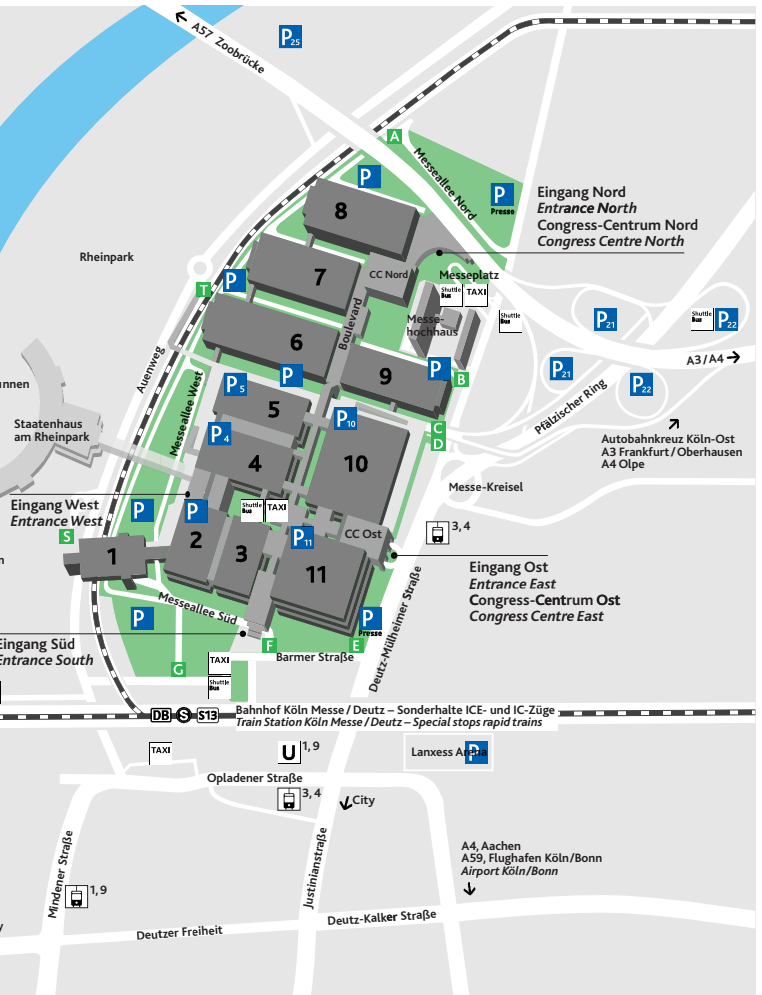 A57 Zoobrücke
P25
A
Messeallee Nord
P
P
Presse
8
Eingang Nord
Entrance North
Congress-Centrum Nord
Congress Centre North
Rheinpark
7
CC Nord
Messeplatz
T
P
Shuttle
Bus
TAXI
Boulevard
Messe-
hochhaus
Shuttle
Bus
P21
Shuttle
Bus
P22
6
Auenweg
A3/A4
P
P5
9
P
B
P21
P22
Messeallee West
5
P10
Pfälzischer Ring
Staatenhaus
am Rheinpark
P4
C
D
Autobahnkreuz Köln-Ost
A3 Frankfurt/Oberhausen
A4 Olpe
4
10
Messe-Kreisel
Eingang West
Entrance West
P
P
Shuttle
Bus
TAXI
S
P11
CC Ost
3, 4
1
2
3
11
Eingang Ost
Entrance East
Congress-Centrum Ost
Congress Centre East
Messeallee Süd
P
P
Presse
Deutz-Mülheimer Straße
Eingang Süd
Entrance South
F
E
G
TAXI
Barmer Straße
Shuttle
Bus
DB
S
S13
Bahnhof Köln Messe/Deutz – Sonderhalte ICE- und IC-Züge
Train Station Köln Messe/Deutz – Special stops rapid trains
TAXI
U 1, 9
Lanxess Arena
P
Opladener Straße
3, 4
City
Mindener Straße
Justinianstraße
A4, Aachen
A59, Flughafen Köln/Bonn
Airport Köln/Bonn
1, 9
Deutzer Freiheit
Deutz-Kalker Straße